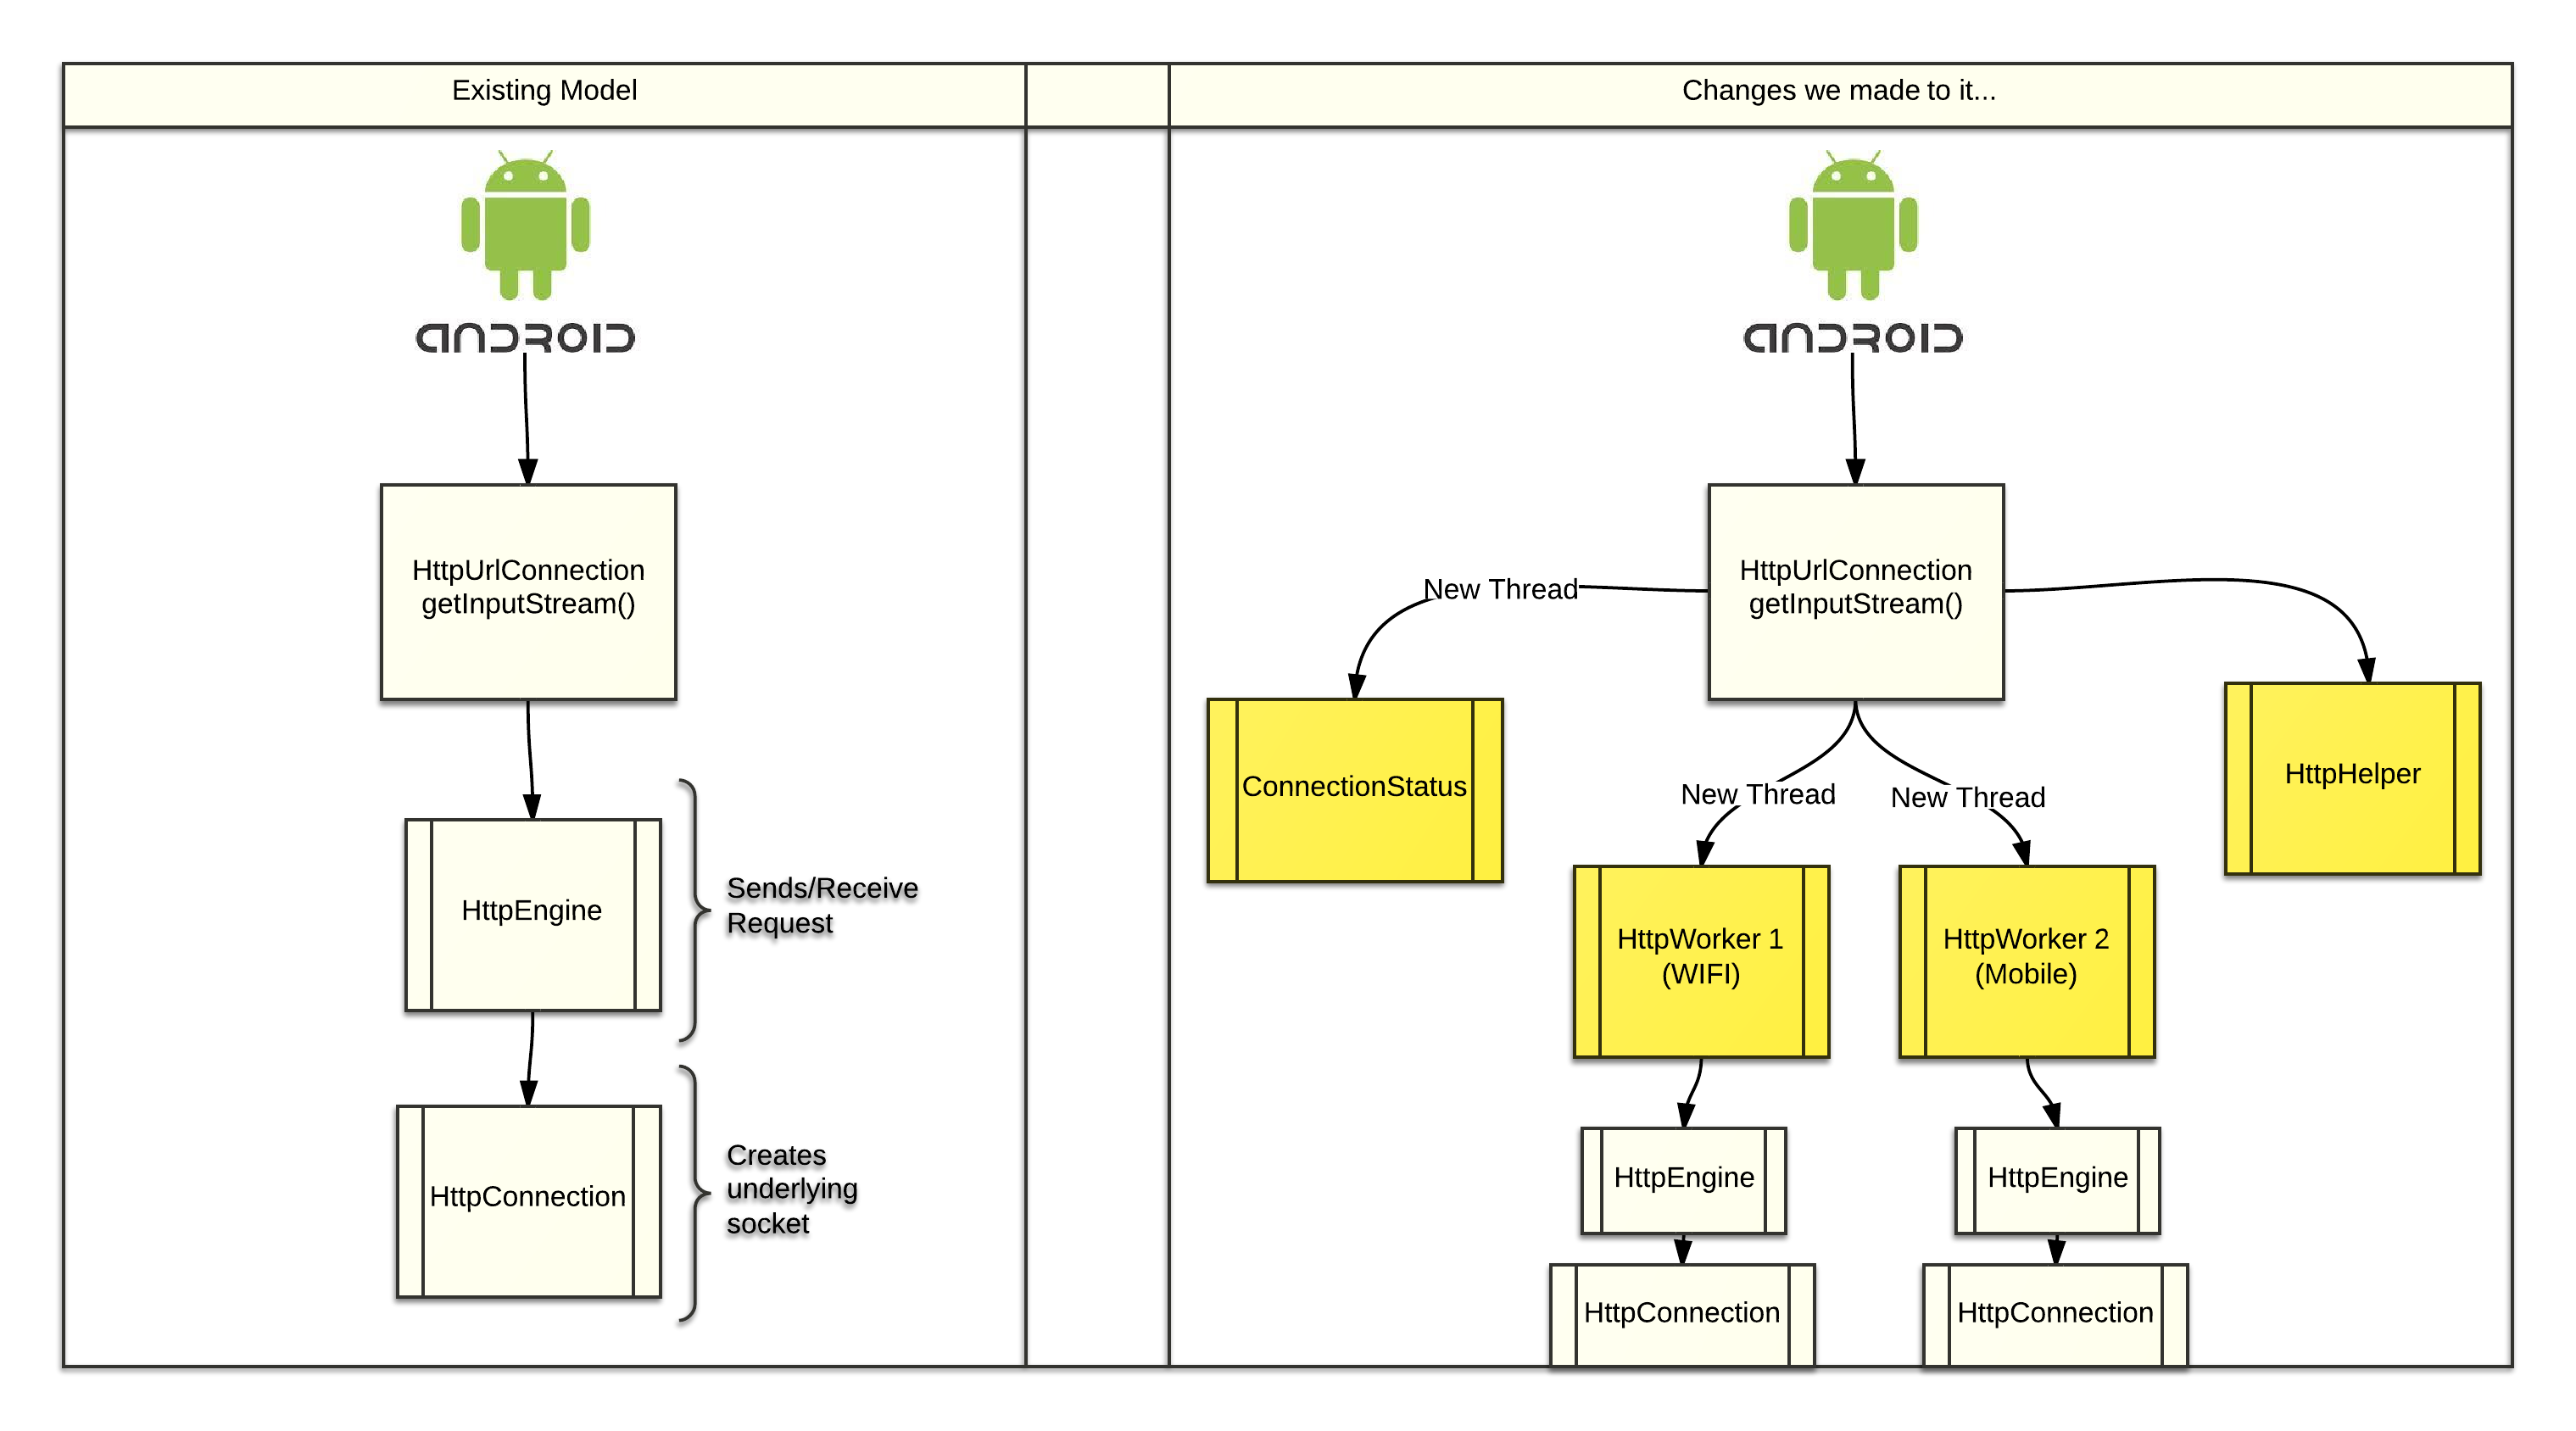 Existing Model
Changes we made to it...
ANDROID
HttpUrlConnection
getInputStream()
HttpEngine
Sends/Receive
Request
HttpConnection
Creates
underlying
socket
ANDROID
HttpUrlConnection
getInputStream()
New Thread
ConnectionStatus
HttpHelper
New Thread
New Thread
HttpWorker 1
(WIFI)
HttpWorker 2
(Mobile)
HttpEngine
HttpEngine
HttpConnection
HttpConnection